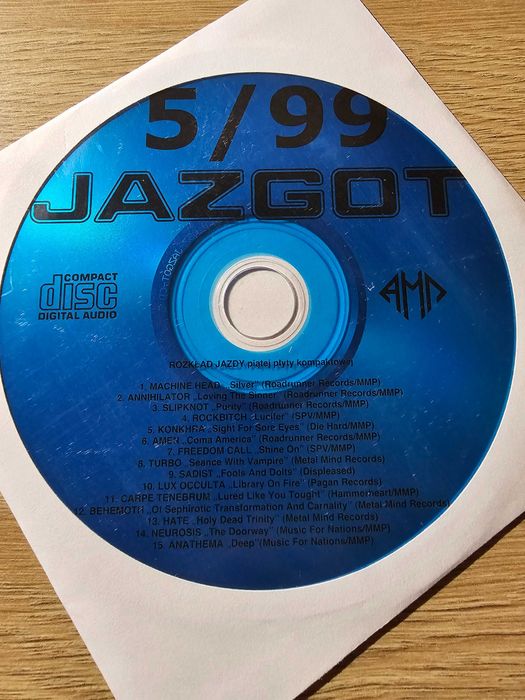 5/99
JAZGOT
COMPACT
disc
DIGITAL AUDIO
AMD
ROZKŁAD JAZDY piątej płyty kompaktowej
1. MACHINE HEAD „Silver” (Roadrunner Records/MMP)
2. ANNIHILATOR „Loving The Sinner” (Roadrunner Records/MMP)
3. SLIPKNOT „Purity” (Roadrunner Records/MMP)
4. ROCKBITCH „Lucifer” (SPV/MMP)
5. KONKHRA „Sight For Sore Eyes” (Die Hard/MMP)
6. AMEN „Coma America” (Roadrunner Records/MMP)
7. FREEDOM CALL „Shine On” (SPV/MMP)
8. TURBO „Seance With Vampire” (Metal Mind Records)
9. SADIST „Fools And Dolts” (Displeased)
10. LUX OCCULTA „Library On Fire” (Pagan Records)
11. CARPE TENEBRUM „Lured Like You Tought” (Hammerheart/MMP)
12. BEHEMOTH „Of Sephirotic Transformation And Carnality” (Metal Mind Records)
13. HATE „Holy Dead Trinity” (Metal Mind Records)
14. NEUROSIS „The Doorway” (Music For Nations/MMP)
15. ANATHEMA „Deep” (Music For Nations/MMP)